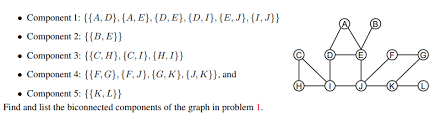 • Component 1: {{A, D}, {A, E}, {D, E}, {D, I}, {E, J}, {I, J}}
• Component 2: {{B, E}}
• Component 3: {{C, H}, {C, I}, {H, I}}
• Component 4: {{F, G}, {F, J}, {G, K}, {J, K}}, and
• Component 5: {{K, L}}
Find and list the biconnected components of the graph in problem 1.
A B
C D E F G
H I J K L